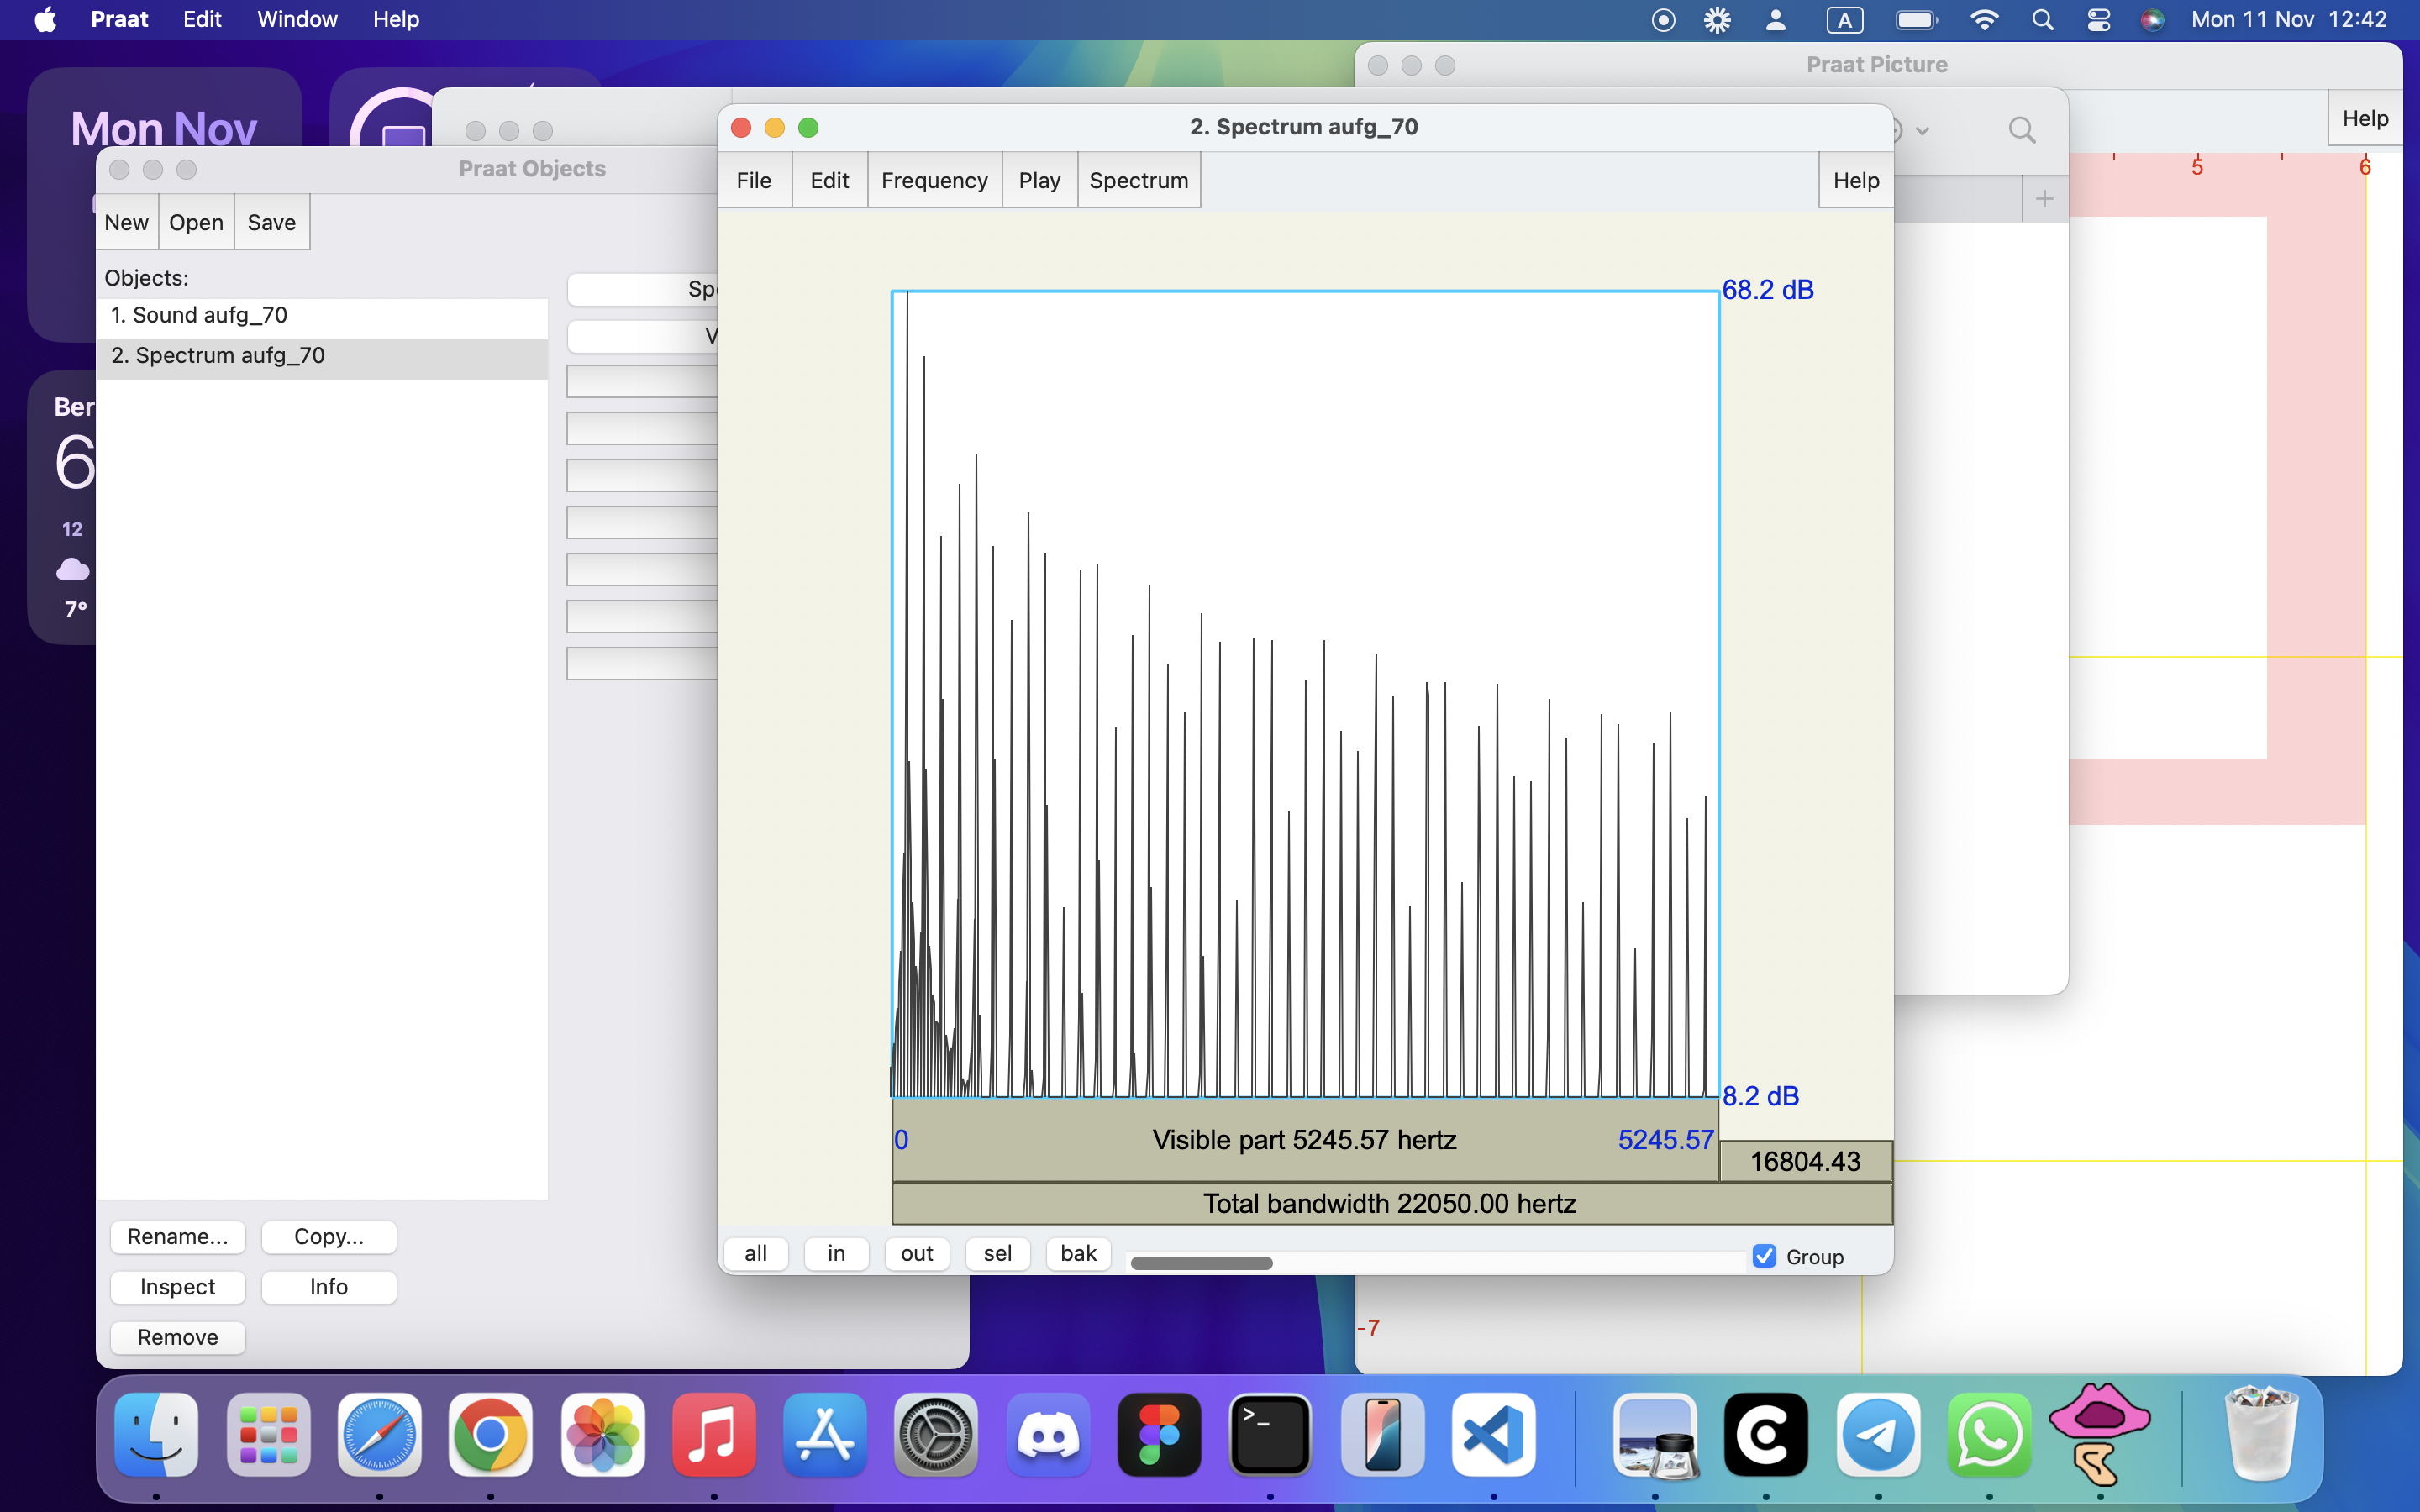 Praat Edit Window Help
A
Mon 11 Nov 12:42
Mon Nov
Praat Picture
Help
5
6
-7
12
7°
Praat Objects
New Open Save
Objects:
1. Sound aufg_70
2. Spectrum aufg_70
Rename... Copy...
Inspect Info
Remove
2. Spectrum aufg_70
File Edit Frequency Play Spectrum Help
68.2 dB
8.2 dB
0 Visible part 5245.57 hertz 5245.57
16804.43
Total bandwidth 22050.00 hertz
all in out sel bak Group